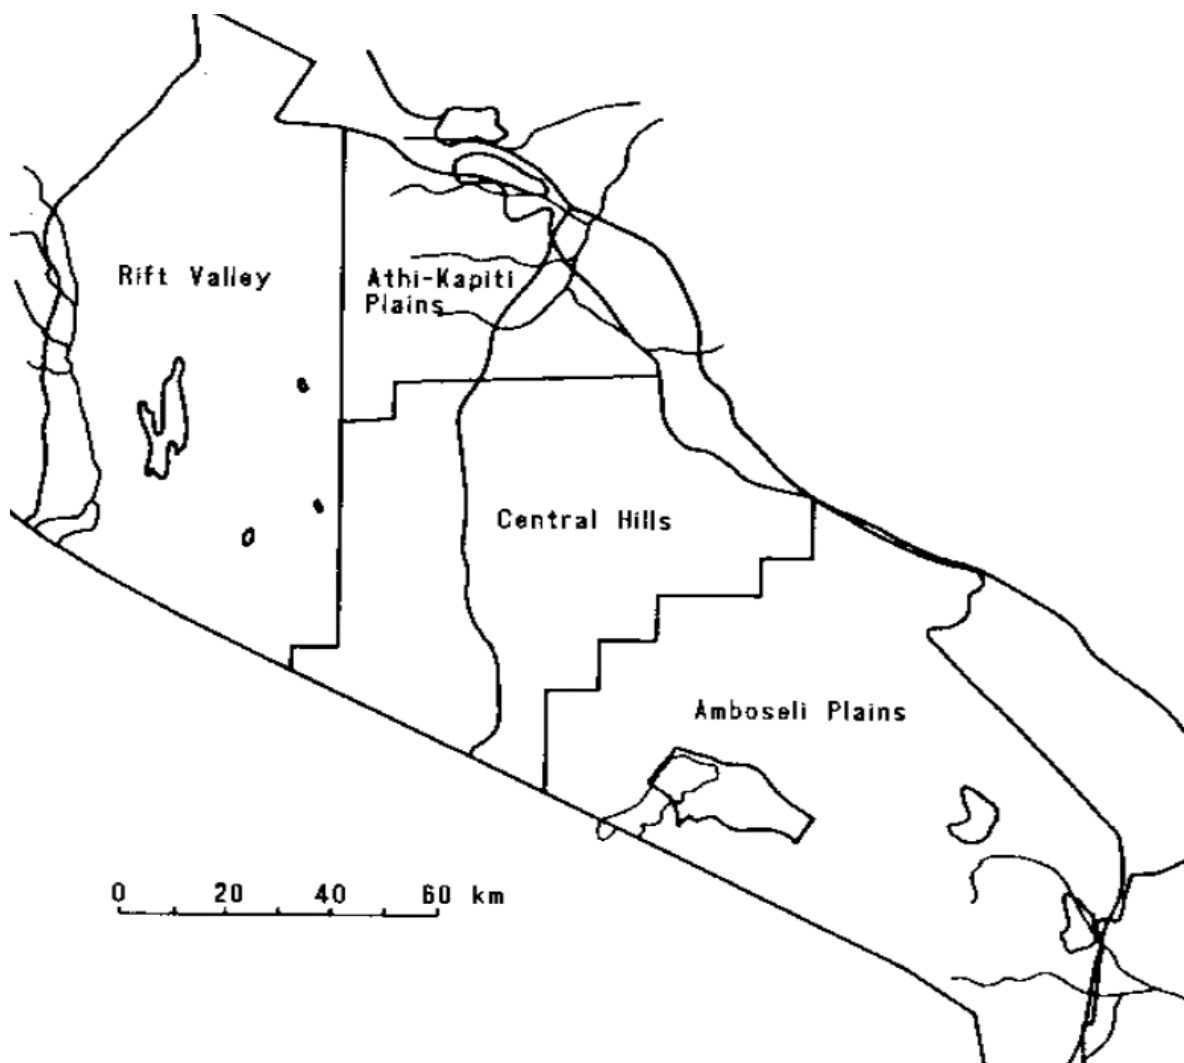 Rift Valley
Athi-Kapiti
Plains
Central Hills
Amboseli Plains
0 20 40 60 km